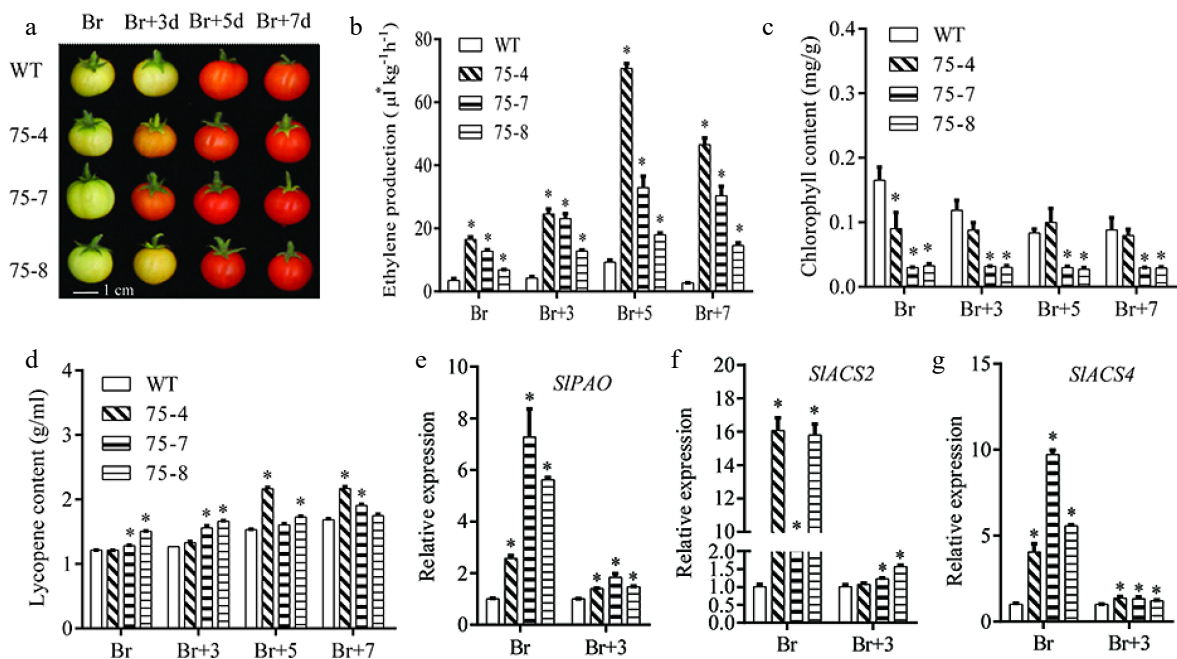 a
Br Br+3d Br+5d Br+7d
WT
75-4
75-7
75-8
1 cm
b
Ethylene production ( μl*kg⁻¹h⁻¹)
80
60
40
20
0
WT
75-4
75-7
75-8
* * * * * * * * * * * *
Br Br+3 Br+5 Br+7
c
Chlorophyll content (mg/g)
0.4
0.3
0.2
0.1
0.0
WT
75-4
75-7
75-8
* * * * * * * * *
Br Br+3 Br+5 Br+7
d
Lycopene content (g/ml)
4
3
2
1
0
WT
75-4
75-7
75-8
* * * * * * * *
Br Br+3 Br+5 Br+7
e
SlPAO
Relative expression
10
8
6
4
2
0
* * * * * *
Br Br+3
f
SlACS2
Relative expression
20
18
16
14
12
10
2.0
1.5
1.0
0.5
0.0
* * * * *
Br Br+3
g
SlACS4
Relative expression
15
10
5
0
* * * * * *
Br Br+3